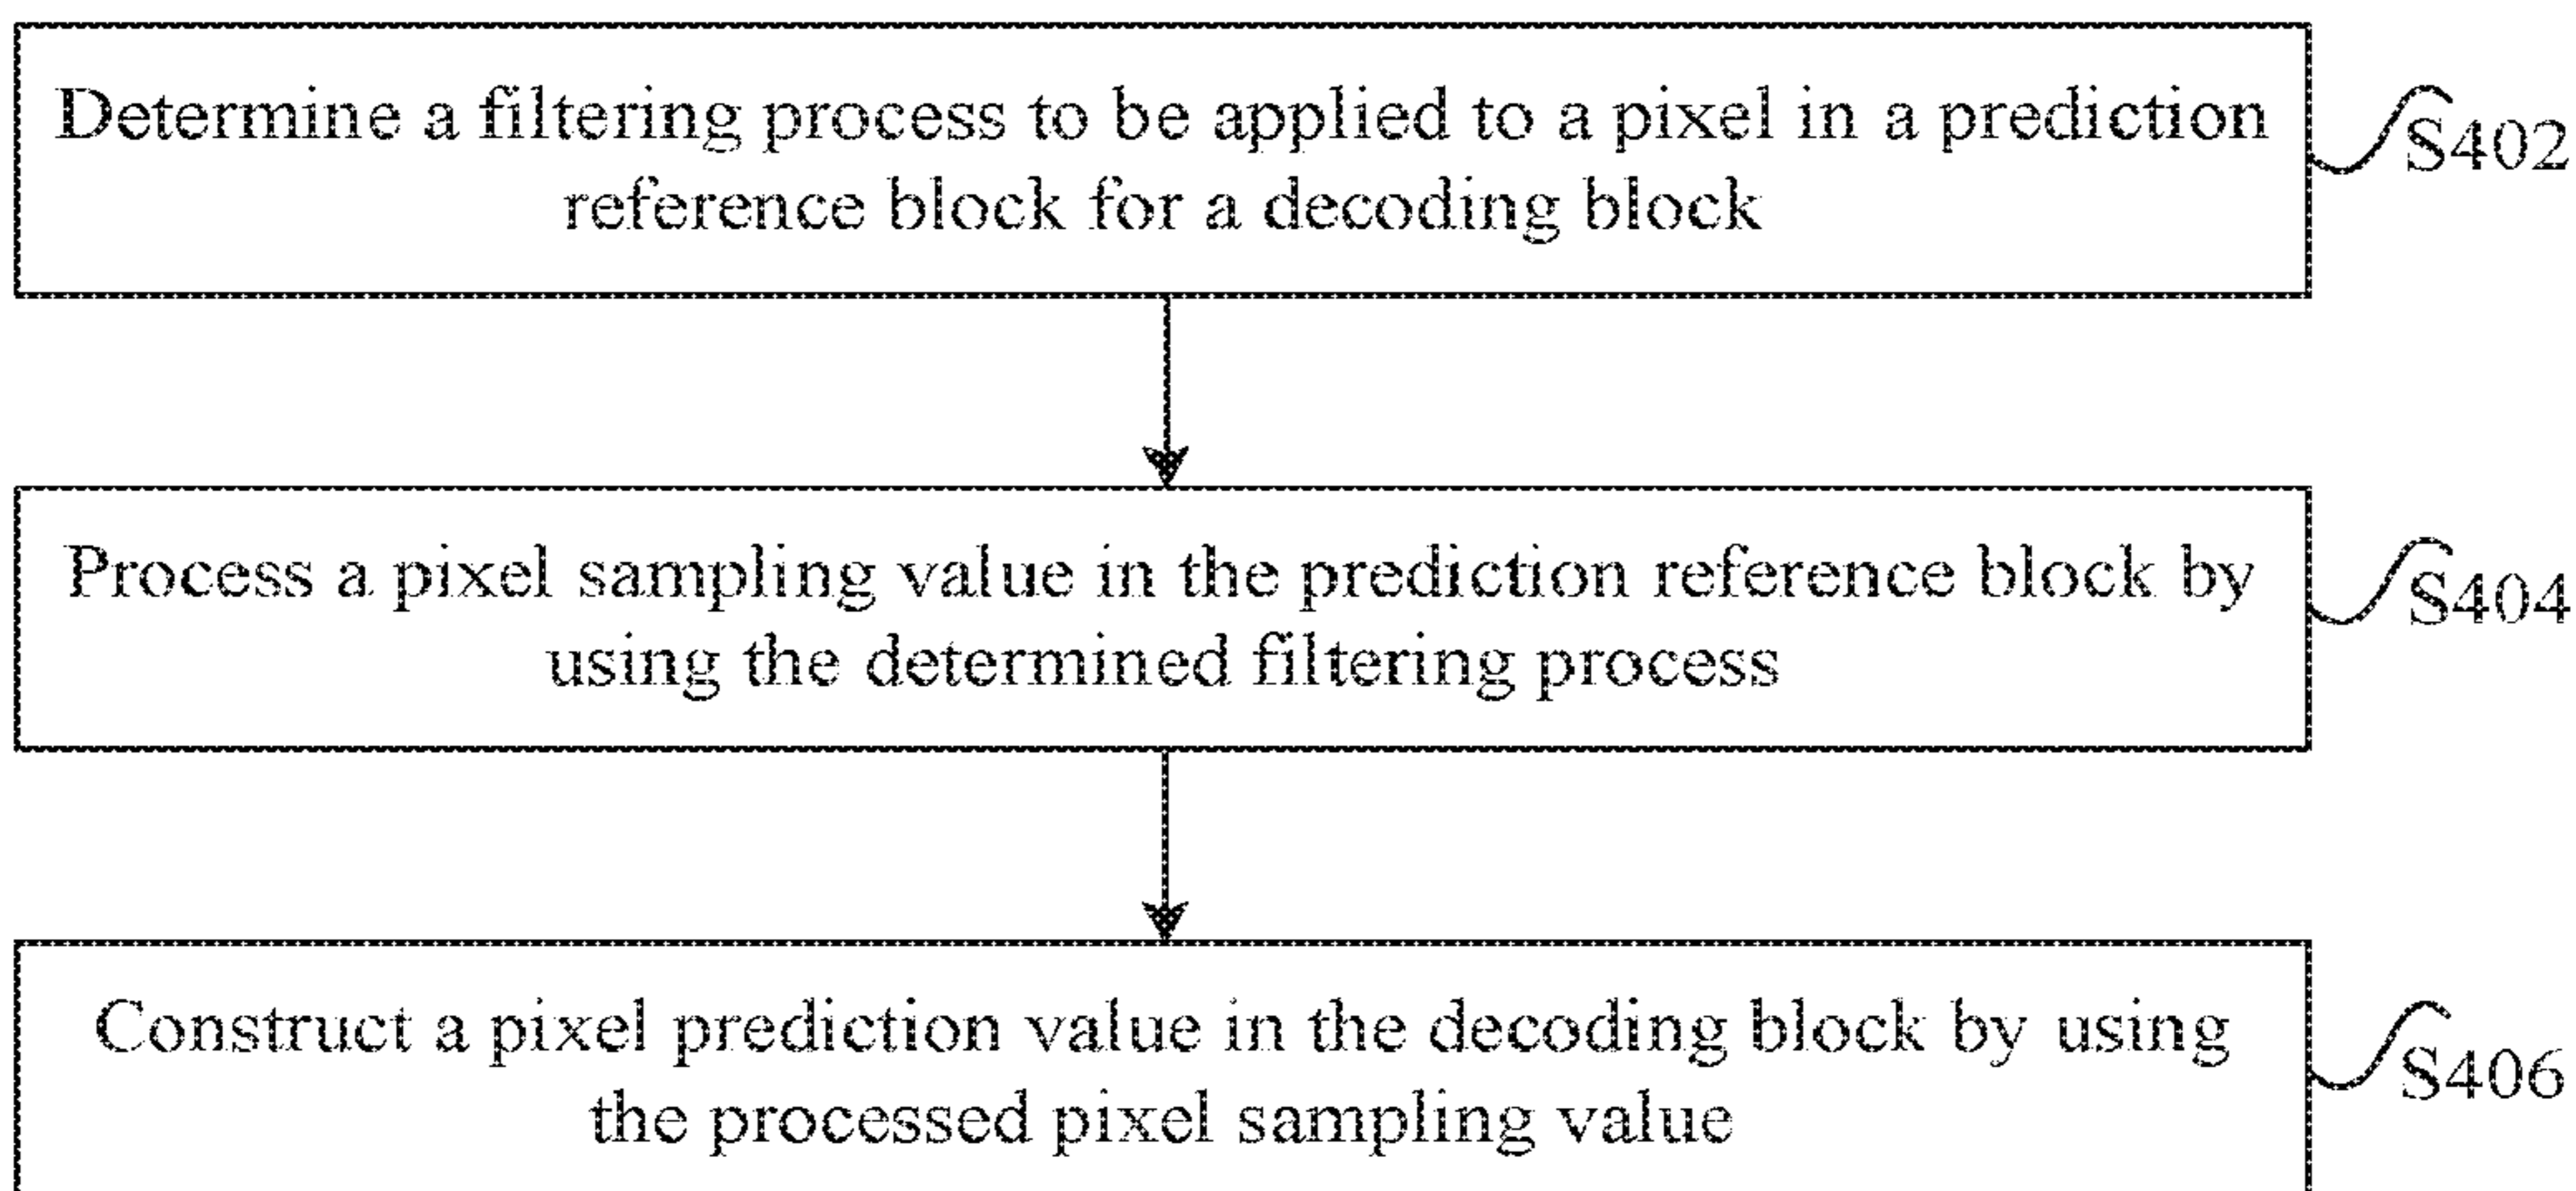 Determine a filtering process to be applied to a pixel in a prediction
reference block for a decoding block
S402
Process a pixel sampling value in the prediction reference block by
using the determined filtering process
S404
Construct a pixel prediction value in the decoding block by using
the processed pixel sampling value
S406